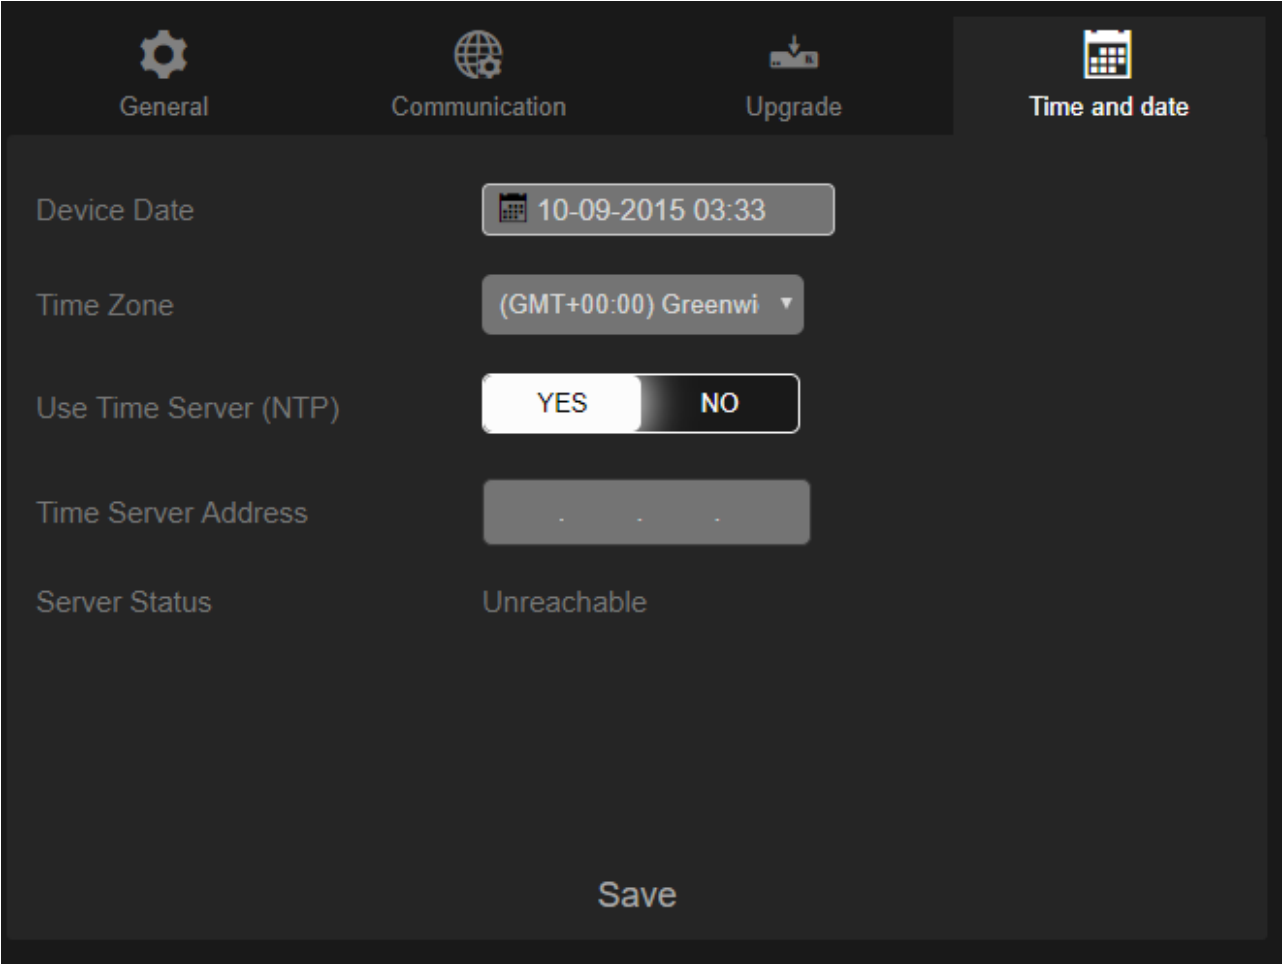 General Communication Upgrade Time and date
Device Date 10-09-2015 03:33
Time Zone (GMT+00:00) Greenwi
Use Time Server (NTP) YES NO
Time Server Address . . .
Server Status Unreachable
Save